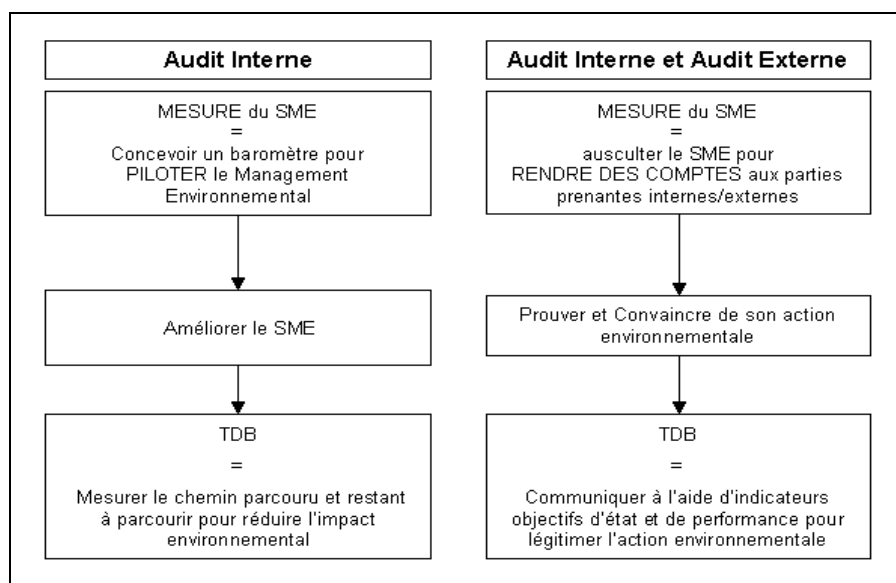 Audit Interne
MESURE du SME
=
Concevoir un baromètre pour
PILOTER le Management
Environnemental
Améliorer le SME
TDB
=
Mesurer le chemin parcouru et restant
à parcourir pour réduire l'impact
environnemental
Audit Interne et Audit Externe
MESURE du SME
=
ausculter le SME pour
RENDRE DES COMPTES aux parties
prenantes internes/externes
Prouver et Convaincre de son action
environnementale
TDB
=
Communiquer à l'aide d'indicateurs
objectifs d'état et de performance pour
légitimer l'action environnementale